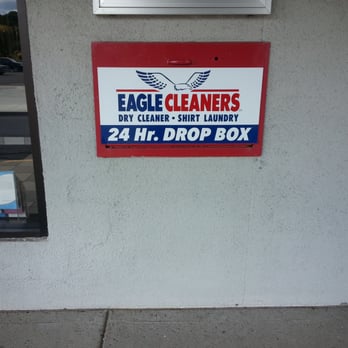 EAGLE CLEANERS
DRY CLEANER • SHIRT LAUNDRY
24 Hr. DROP BOX